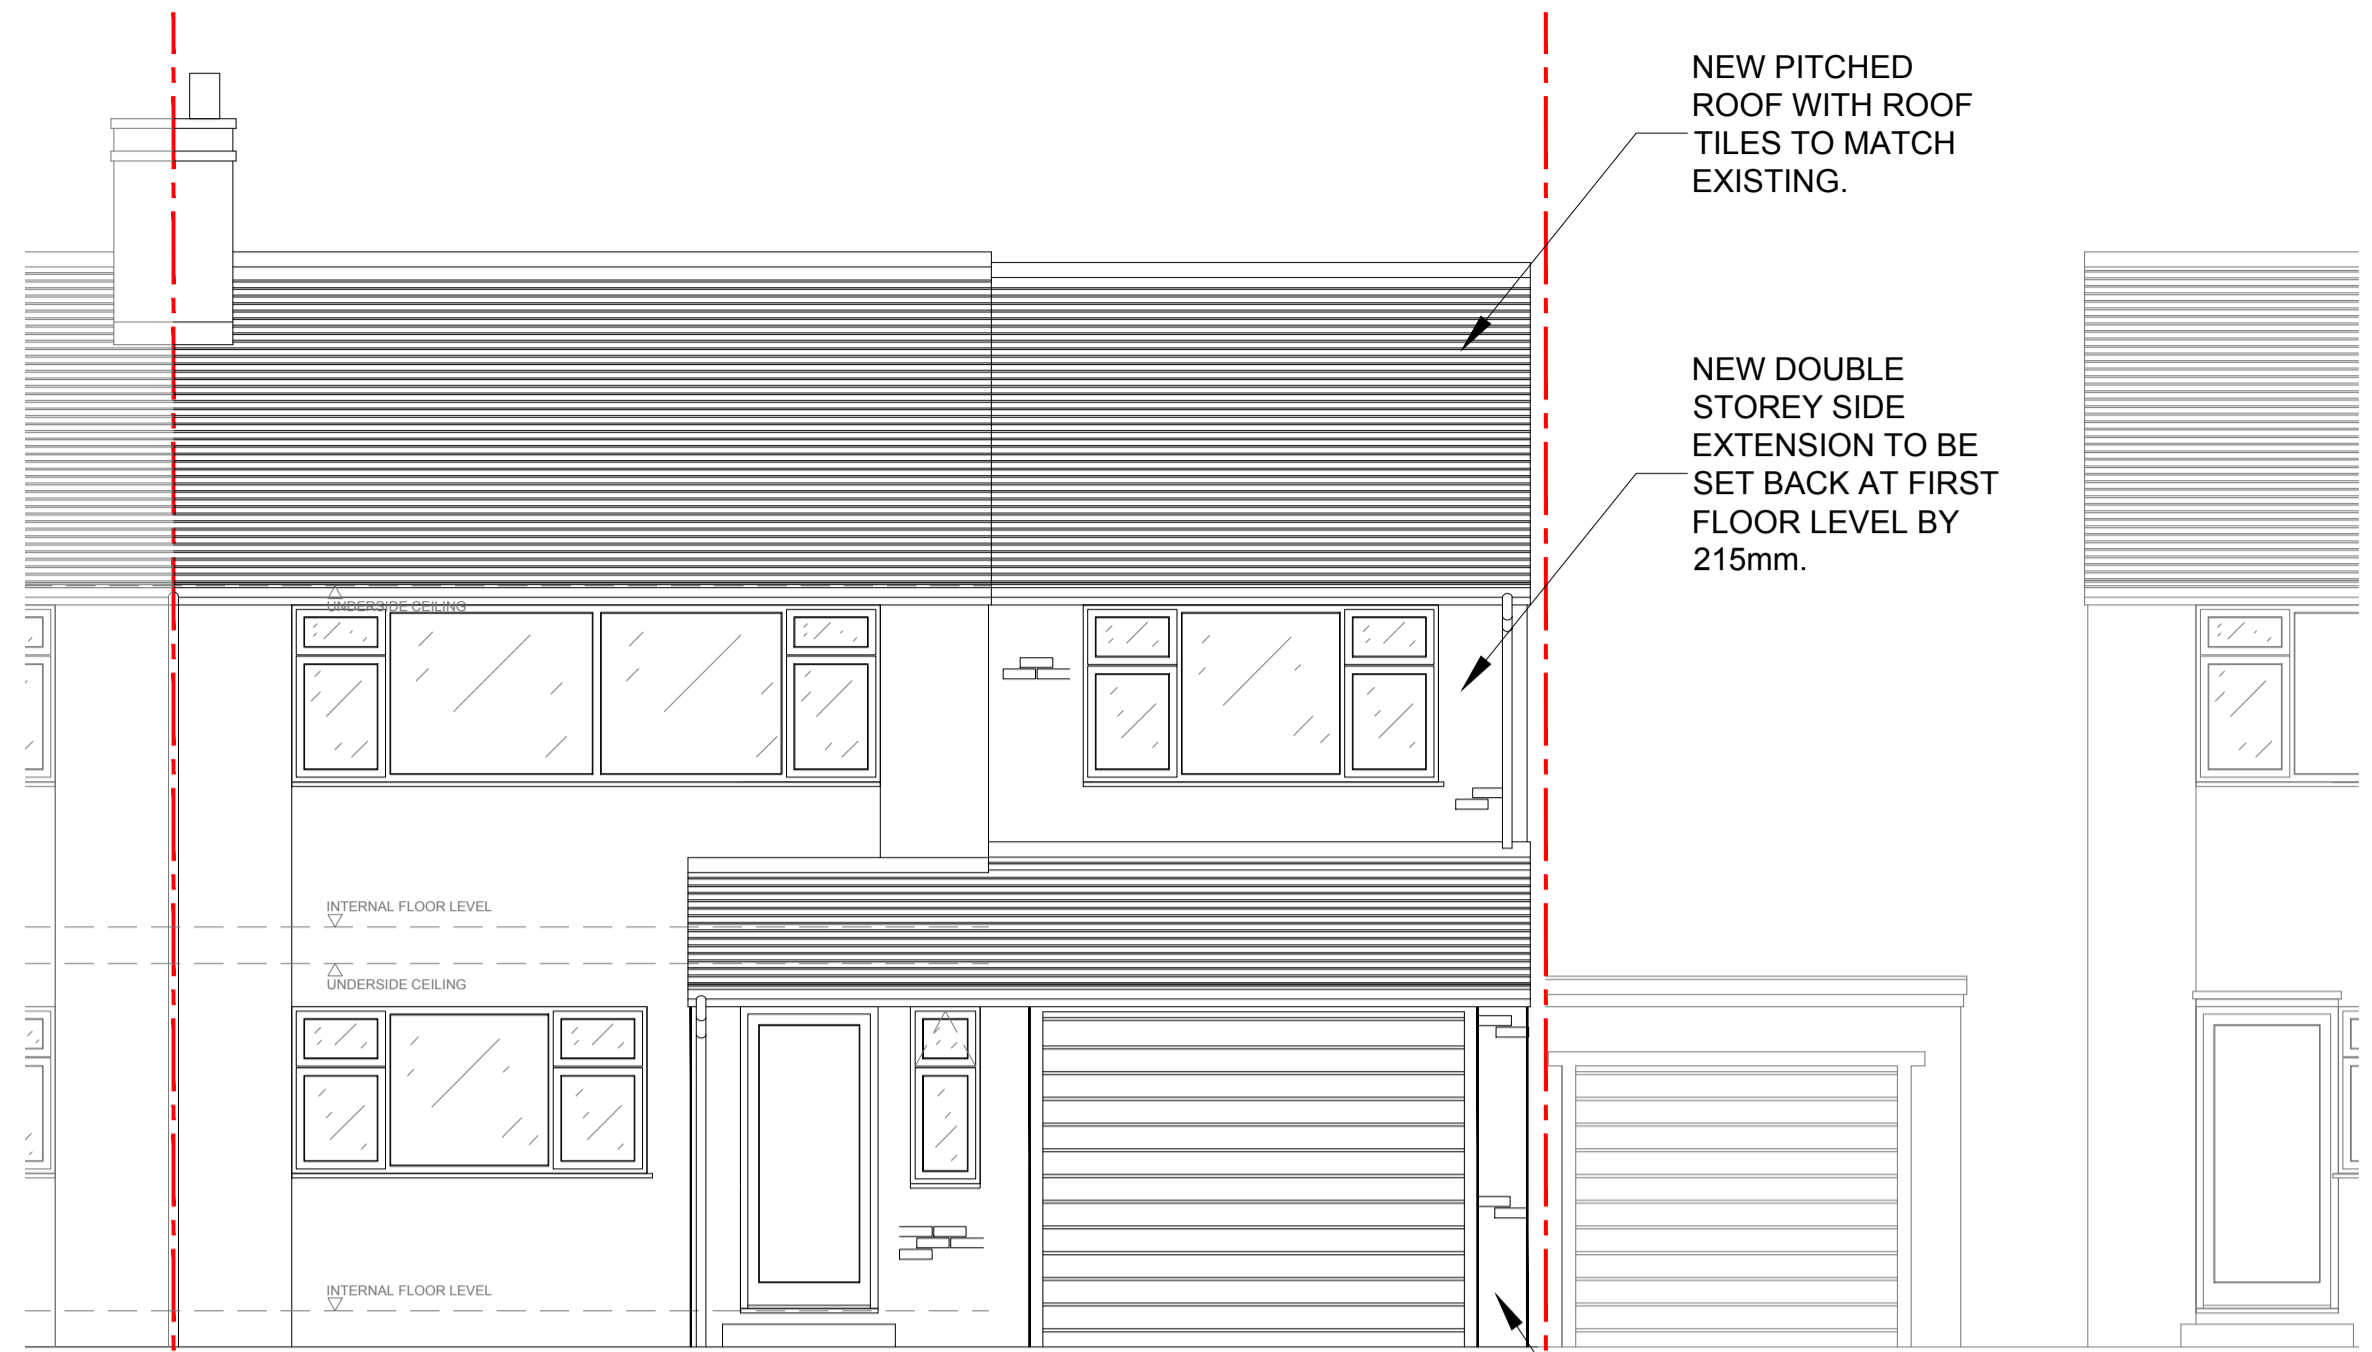 NEW PITCHED
ROOF WITH ROOF
TILES TO MATCH
EXISTING.
NEW DOUBLE
STOREY SIDE
EXTENSION TO BE
SET BACK AT FIRST
FLOOR LEVEL BY
215mm.
UNDERSIDE CEILING
INTERNAL FLOOR LEVEL
UNDERSIDE CEILING
INTERNAL FLOOR LEVEL